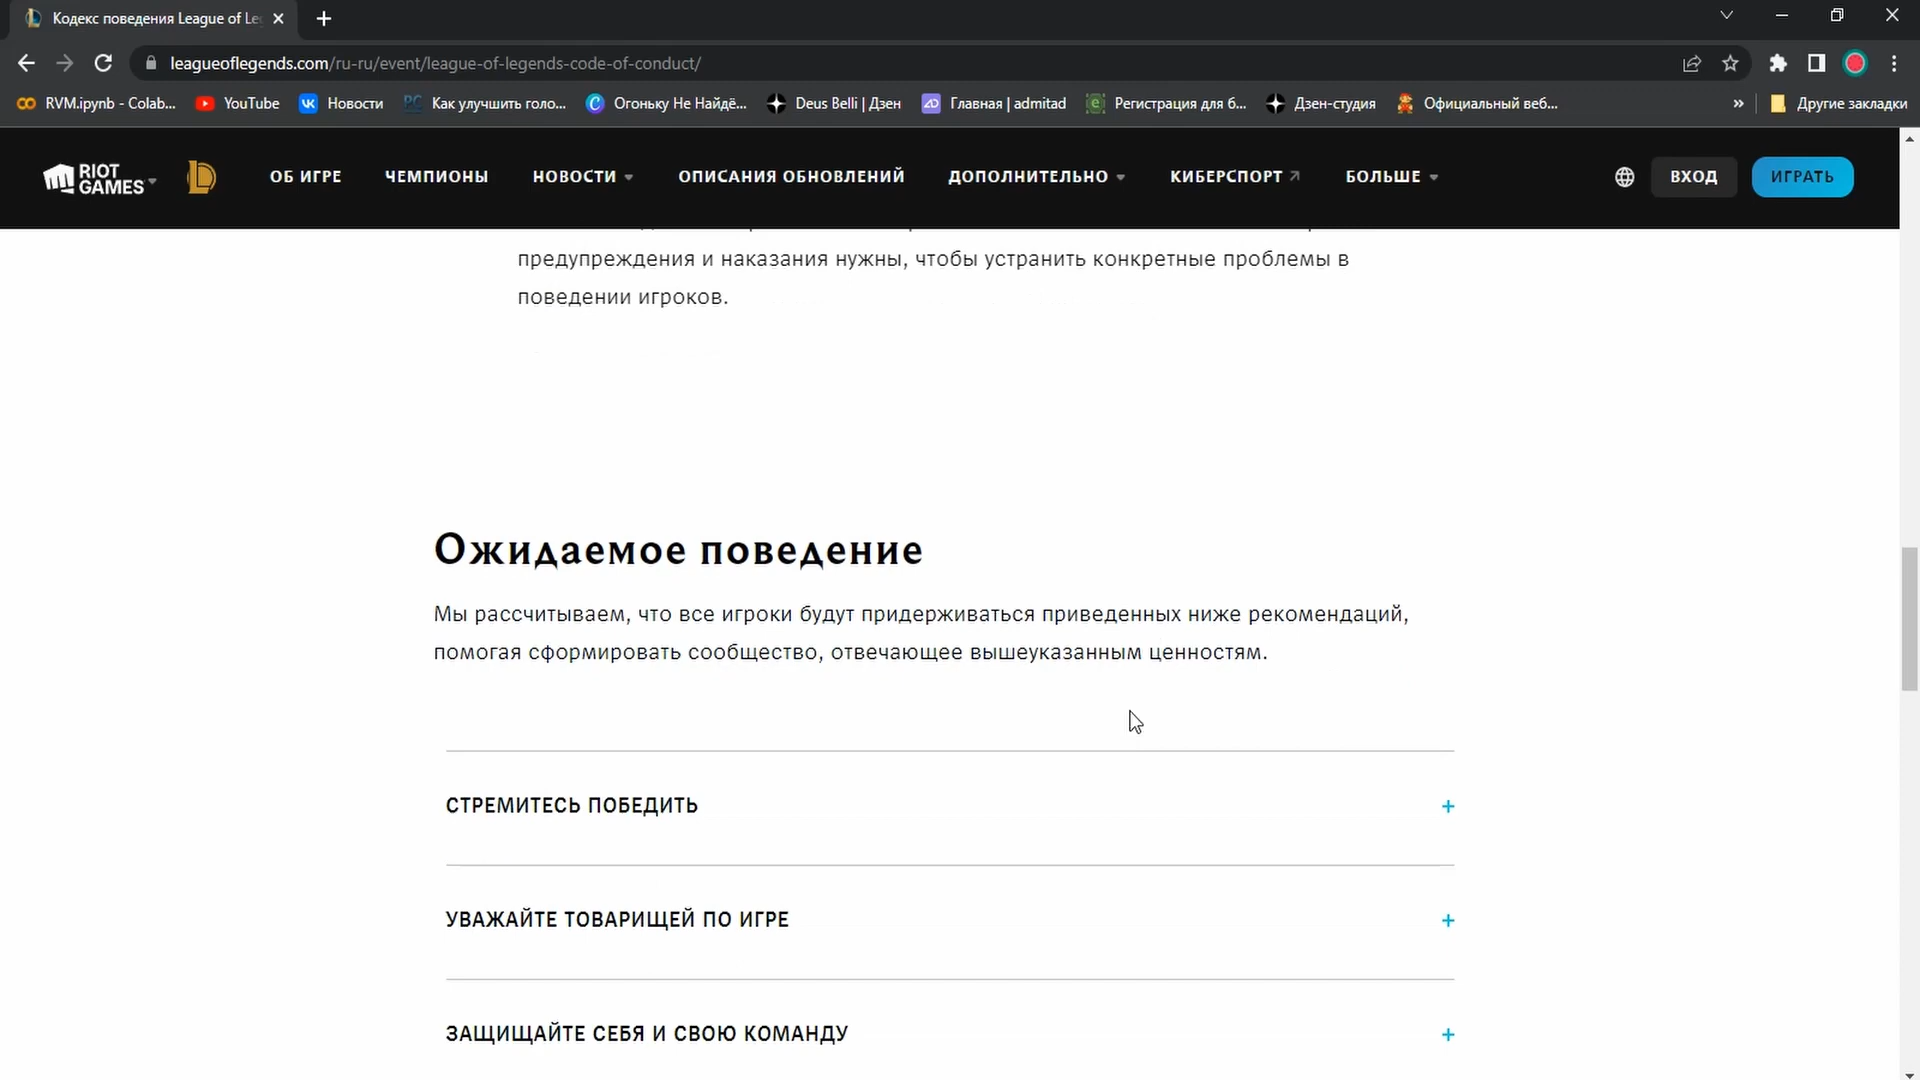 Кодекс поведения League of Le
leagueoflegends.com/ru-ru/event/league-of-legends-code-of-conduct/
RVM.ipynb - Colab... YouTube Новости Как улучшить голо... Огоньку Не Найдё... Deus Belli | Дзен Главная | admitad Регистрация для б... Дзен-студия Официальный веб... » Другие закладки
RIOT GAMES ОБ ИГРЕ ЧЕМПИОНЫ НОВОСТИ ОПИСАНИЯ ОБНОВЛЕНИЙ ДОПОЛНИТЕЛЬНО КИБЕРСПОРТ БОЛЬШЕ ВХОД ИГРАТЬ
предупреждения и наказания нужны, чтобы устранить конкретные проблемы в
поведении игроков.
Ожидаемое поведение
Мы рассчитываем, что все игроки будут придерживаться приведенных ниже рекомендаций,
помогая сформировать сообщество, отвечающее вышеуказанным ценностям.
СТРЕМИТЕСЬ ПОБЕДИТЬ +
УВАЖАЙТЕ ТОВАРИЩЕЙ ПО ИГРЕ +
ЗАЩИЩАЙТЕ СЕБЯ И СВОЮ КОМАНДУ +